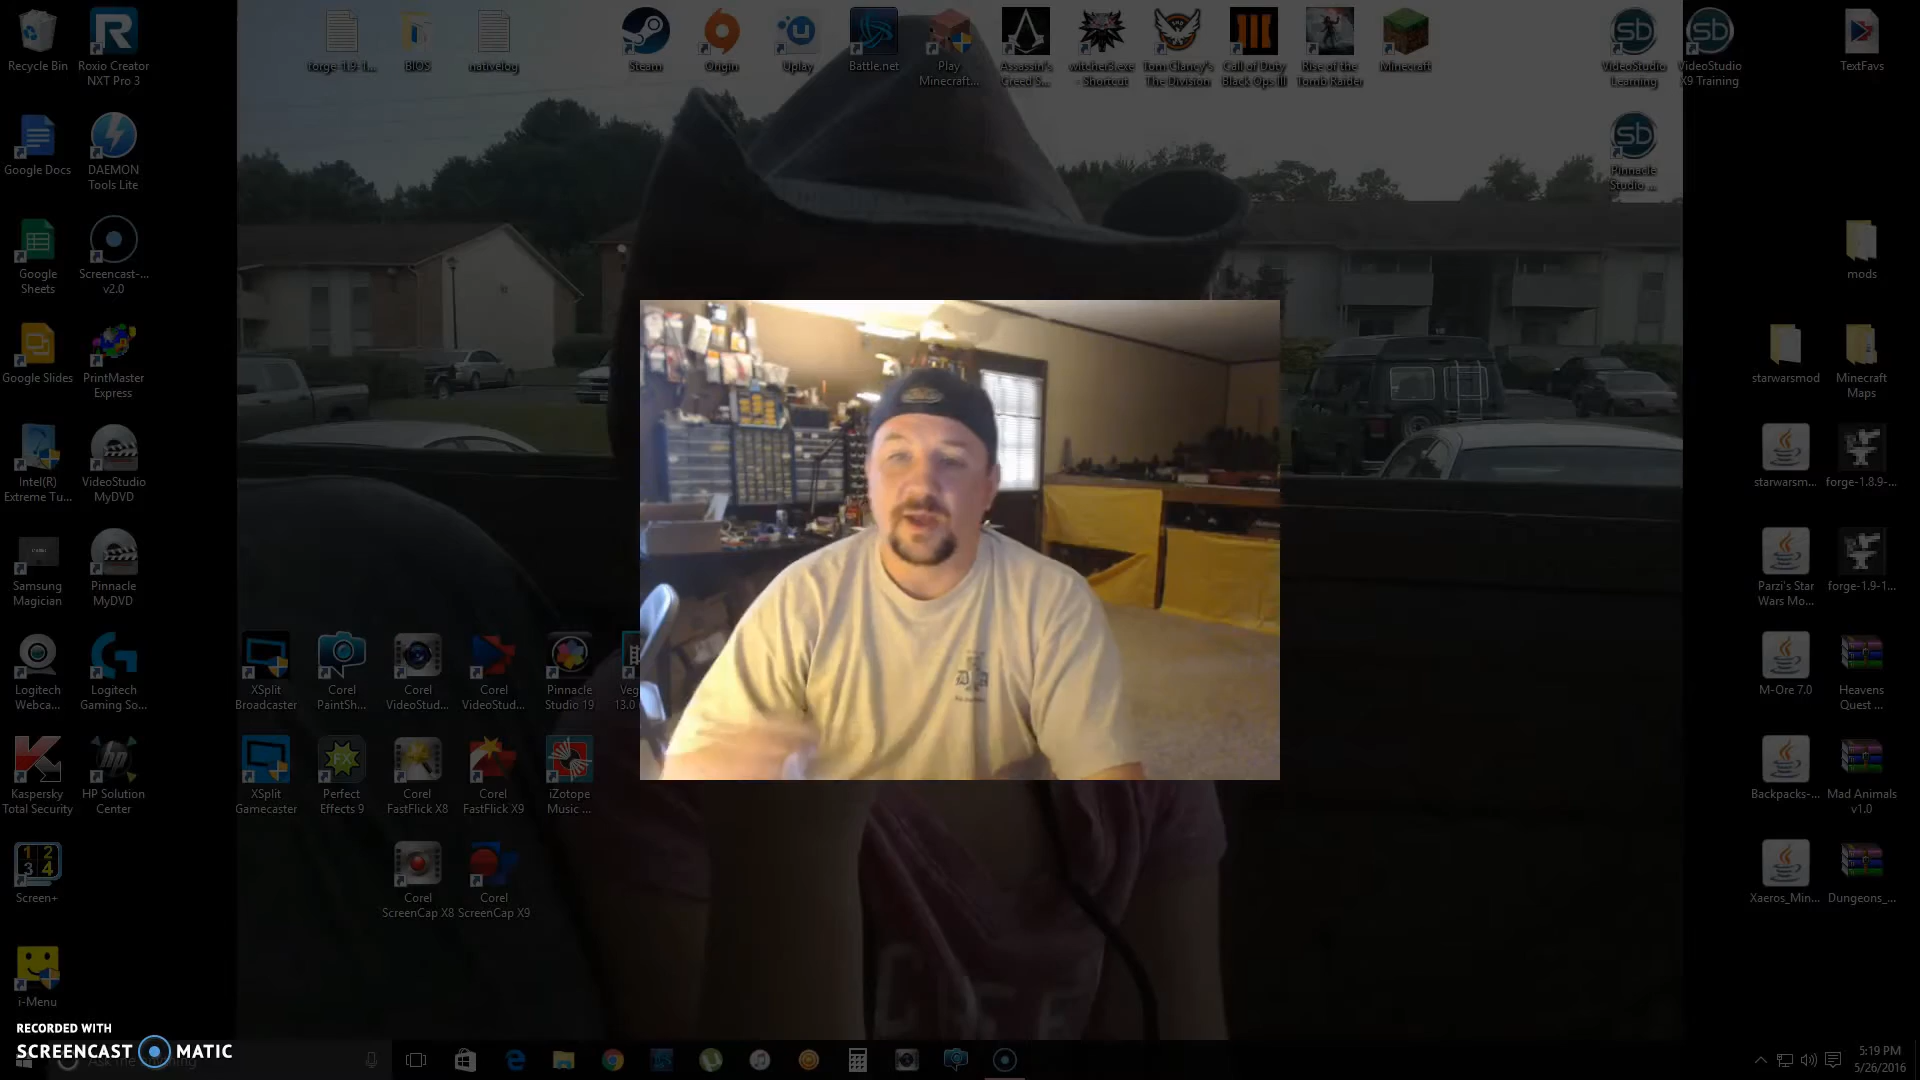 Recycle Bin
Roxio Creator
NXT Pro 3
forge-1.9-1...
BIOS
nativelog
Steam
Origin
Uplay
Battle.net
Play
Minecraft...
Assassin's
Creed S...
witcher3.exe
- Shortcut
Tom Clancy's
The Division
Call of Duty
Black Ops III
Rise of the
Tomb Raider
Minecraft
VideoStudio
Learning
VideoStudio
X9 Training
TextFavs
Google Docs
DAEMON
Tools Lite
Pinnacle
Studio ...
Google
Sheets
Screencast-...
v2.0
mods
Google Slides
PrintMaster
Express
starwarsmod
Minecraft
Maps
Intel(R)
Extreme Tu...
VideoStudio
MyDVD
starwarsm...
forge-1.8.9-...
Samsung
Magician
Pinnacle
MyDVD
Parzi's Star
Wars Mo...
forge-1.9-1...
Logitech
Webca...
Logitech
Gaming So...
XSplit
Broadcaster
Corel
PaintSh...
Corel
VideoStud...
Corel
VideoStud...
Pinnacle
Studio 19
Veg
13.0
M-Ore 7.0
Heavens
Quest ...
Kaspersky
Total Security
HP Solution
Center
XSplit
Gamecaster
Perfect
Effects 9
Corel
FastFlick X8
Corel
FastFlick X9
iZotope
Music ...
Backpacks-...
Mad Animals
v1.0
Screen+
Corel
ScreenCap X8
Corel
ScreenCap X9
Xaeros_Min...
Dungeons_...
i-Menu
RECORDED WITH
SCREENCAST MATIC
5:19 PM
5/26/2016